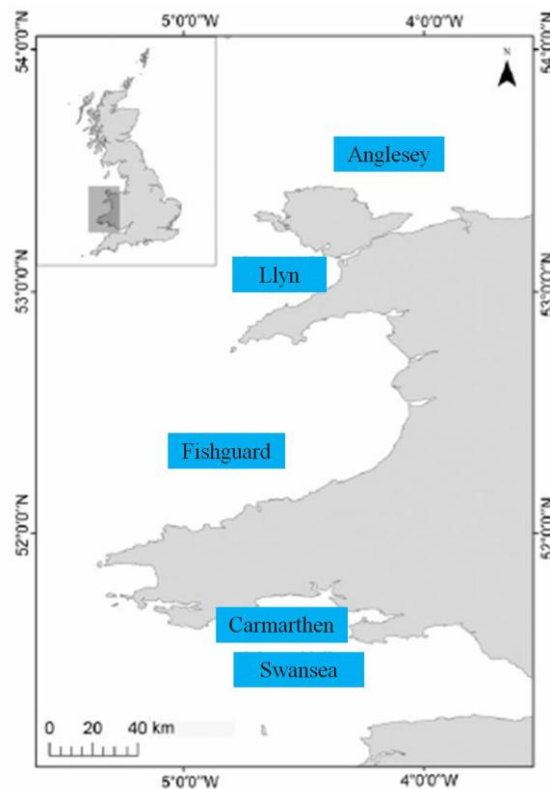 5°0'0"W 4°0'0"W
54°0'0"N 54°0'0"N
N
Anglesey
Llyn
53°0'0"N 53°0'0"N
Fishguard
52°0'0"N 52°0'0"N
Carmarthen
Swansea
0 20 40 km
5°0'0"W 4°0'0"W